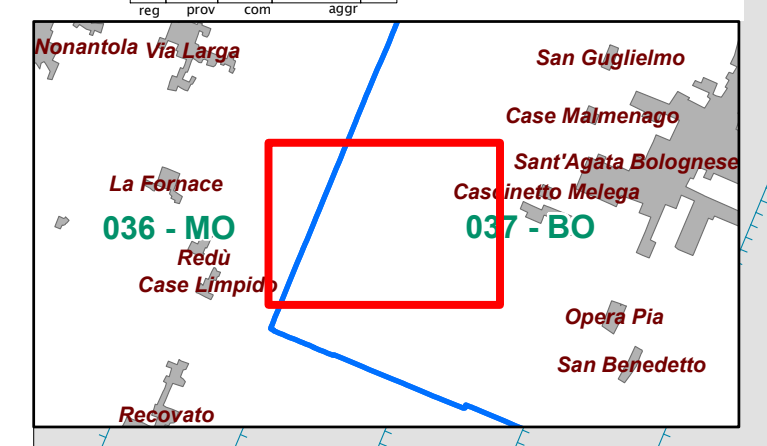 reg prov com aggr
Nonantola Via Larga
San Guglielmo
Case Malmenago
Sant'Agata Bolognese
La Fornace
Cascinetto Melega
036 - MO
037 - BO
Redù
Case Limpido
Opera Pia
San Benedetto
Recovato